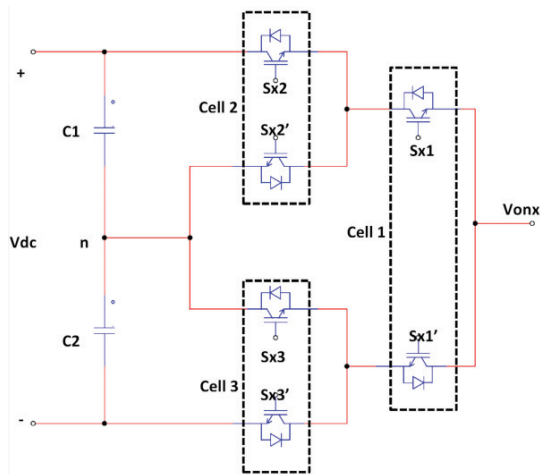 +
Sx2
Cell 2
C1
Sx2’
Sx1
Vonx
Vdc
n
Cell 1
C2
Sx3
Sx1’
Cell 3
Sx3’
-